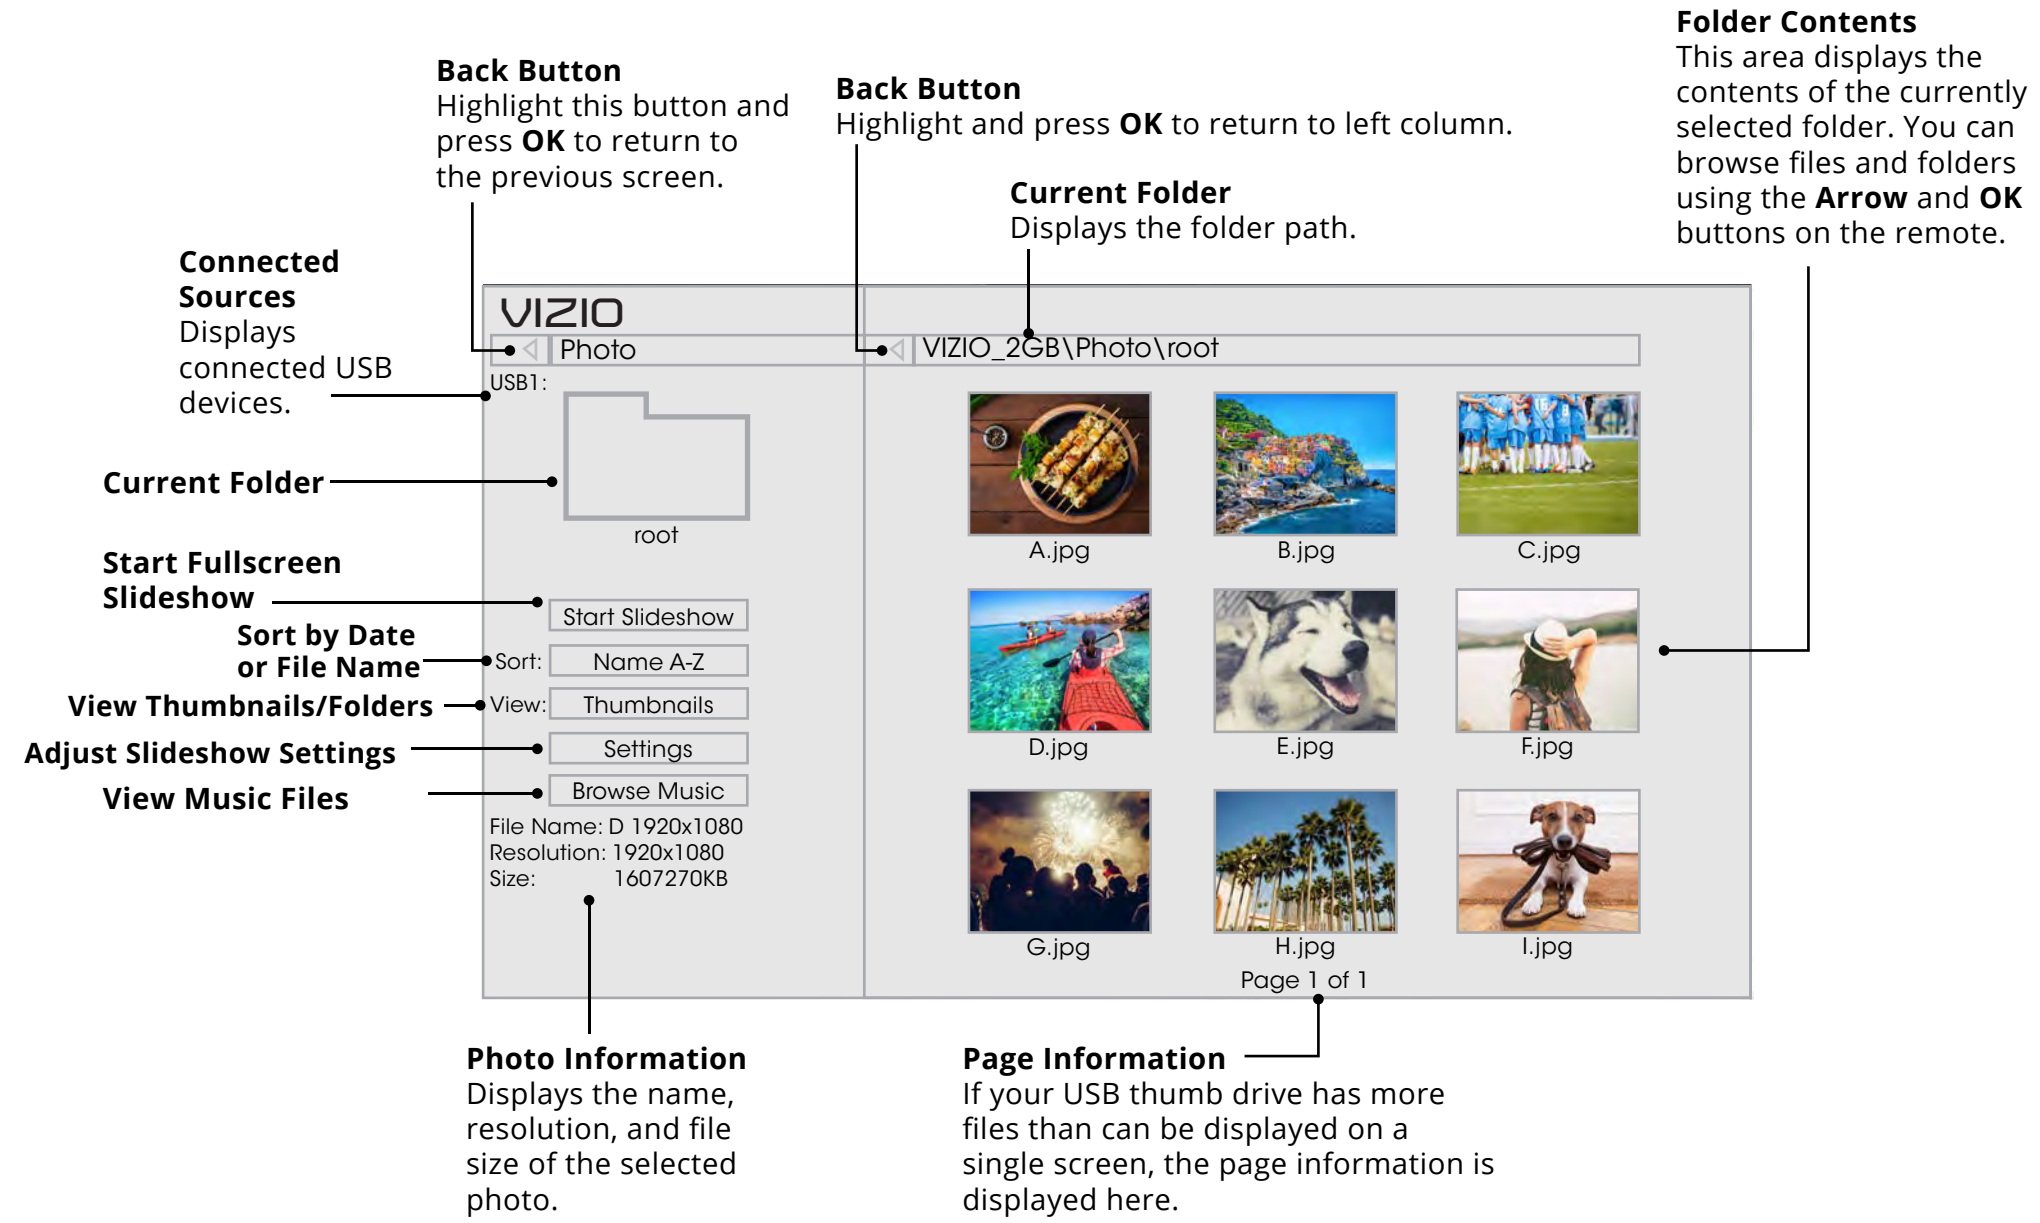 Folder Contents
This area displays the
contents of the currently
selected folder. You can
browse files and folders
using the Arrow and OK
buttons on the remote.
Back Button
Highlight this button and
press OK to return to
the previous screen.
Back Button
Highlight and press OK to return to left column.
Current Folder
Displays the folder path.
Connected
Sources
Displays
connected USB
devices.
Current Folder
Start Fullscreen
Slideshow
Sort by Date
or File Name
View Thumbnails/Folders
Adjust Slideshow Settings
View Music Files
VIZIO
Photo
USB1:
root
Start Slideshow
Sort:
Name A-Z
View:
Thumbnails
Settings
Browse Music
File Name: D 1920x1080
Resolution: 1920x1080
Size: 1607270KB
VIZIO_2GB\Photo\root
A.jpg
B.jpg
C.jpg
D.jpg
E.jpg
F.jpg
G.jpg
H.jpg
I.jpg
Page 1 of 1
Photo Information
Displays the name,
resolution, and file
size of the selected
photo.
Page Information
If your USB thumb drive has more
files than can be displayed on a
single screen, the page information is
displayed here.